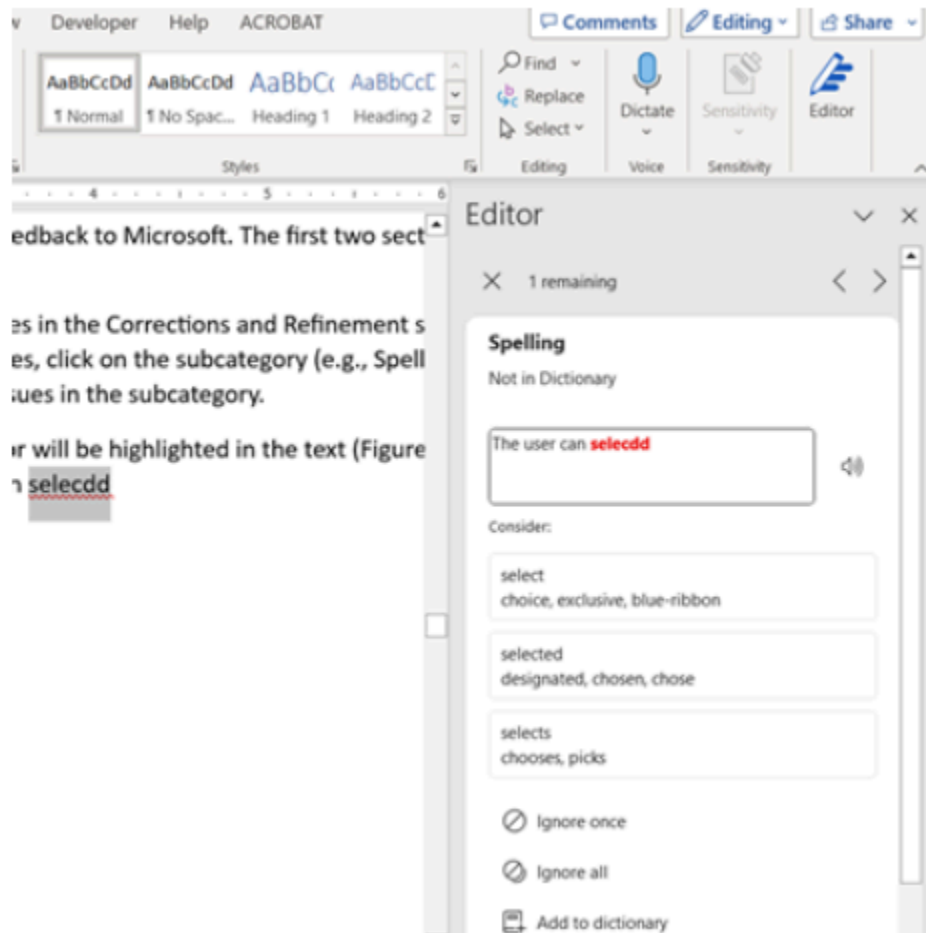 Developer Help ACROBAT Comments Editing Share
AaBbCcDd AaBbCcDd AaBbC AaBbCc
¶ Normal ¶ No Spac... Heading 1 Heading 2
Styles
Find
Replace
Select
Editing
Dictate
Voice
Sensitivity
Sensitivity
Editor
4 5 6
edback to Microsoft. The first two sect
es in the Corrections and Refinement s
es, click on the subcategory (e.g., Spell
sues in the subcategory.
r will be highlighted in the text (Figure
n selecdd
Editor
1 remaining
Spelling
Not in Dictionary
The user can selecdd
Consider:
select
choice, exclusive, blue-ribbon
selected
designated, chosen, chose
selects
chooses, picks
Ignore once
Ignore all
Add to dictionary